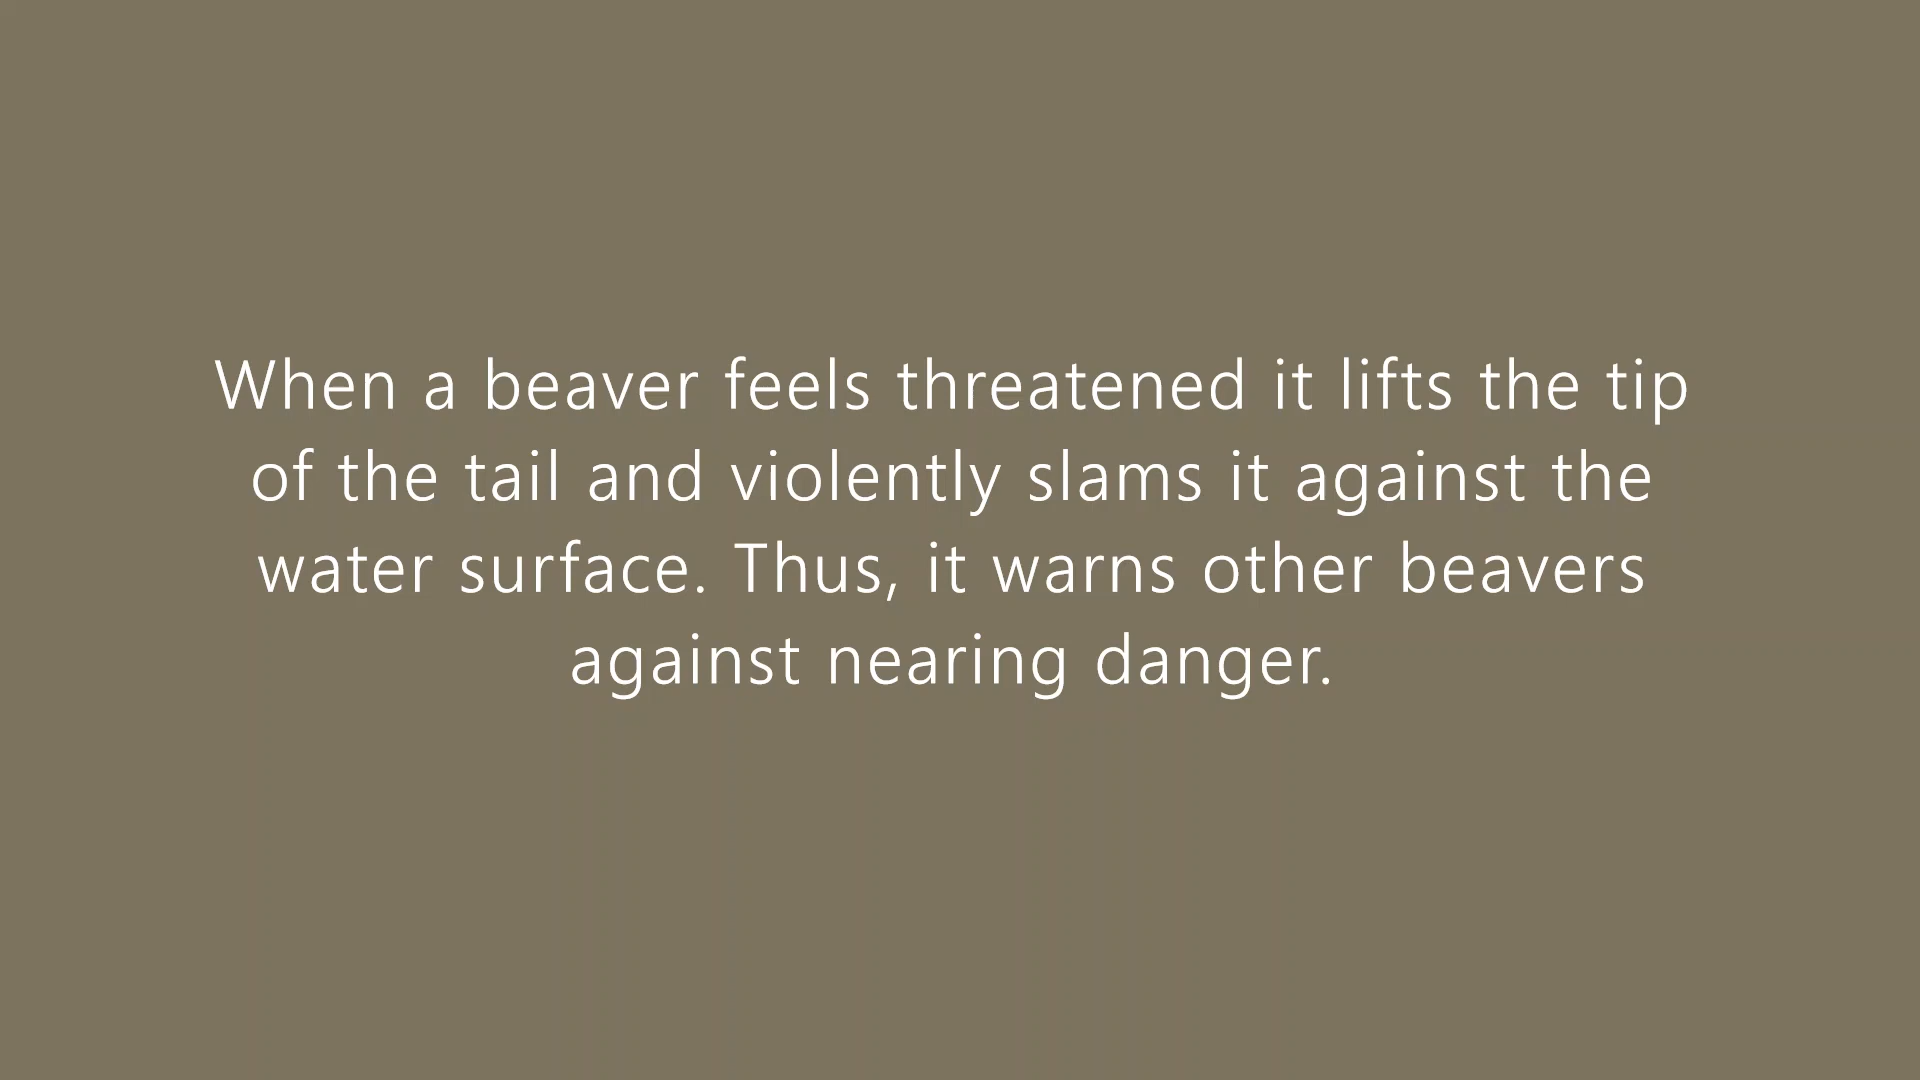 When a beaver feels threatened it lifts the tip
of the tail and violently slams it against the
water surface. Thus, it warns other beavers
against nearing danger.